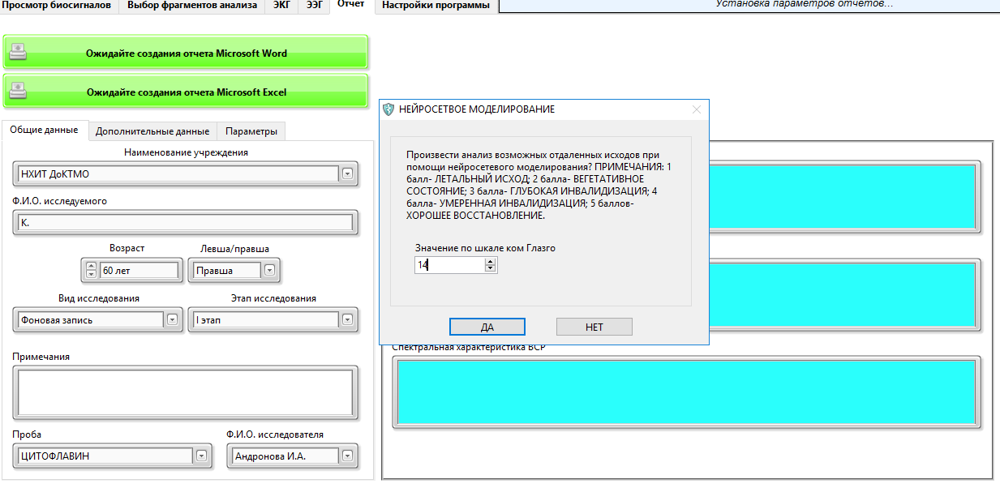 Просмотр биосигналов
Выбор фрагментов анализа
ЭКГ
ЭЭГ
Отчет
Настройки программы
Установка параметров отчетов...
Ожидайте создания отчета Microsoft Word
Ожидайте создания отчета Microsoft Excel
Общие данные
Дополнительные данные
Параметры
Наименование учреждения
НХИТ ДоКТМО
Ф.И.О. исследуемого
К.
Возраст
Левша/правша
60 лет
Правша
Вид исследования
Этап исследования
Фоновая запись
I этап
Примечания
Проба
Ф.И.О. исследователя
ЦИТОФЛАВИН
Андронова И.А.
НЕЙРОСЕТВОЕ МОДЕЛИРОВАНИЕ
Произвести анализ возможных отдаленных исходов при
помощи нейросетевого моделирования? ПРИМЕЧАНИЯ: 1
балл- ЛЕТАЛЬНЫЙ ИСХОД; 2 балла- ВЕГЕТАТИВНОЕ
СОСТОЯНИЕ; 3 балла- ГЛУБОКАЯ ИНВАЛИДИЗАЦИЯ; 4
балла- УМЕРЕННАЯ ИНВАЛИДИЗАЦИЯ; 5 баллов-
ХОРОШЕЕ ВОССТАНОВЛЕНИЕ.
Значение по шкале ком Глазго
14
ДА
НЕТ
Спектральная характеристика ВСР